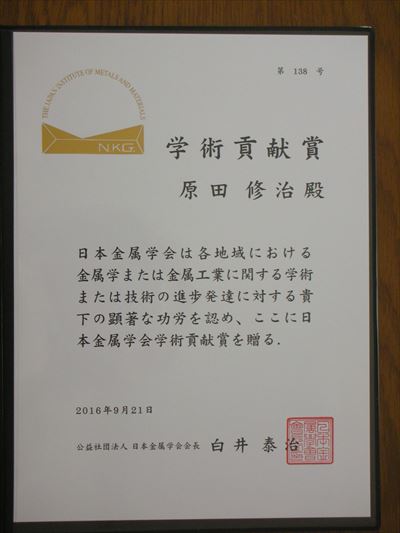 第 138 号
THE JAPAN INSTITUTE OF METALS AND MATERIALS
NKG.
学術貢献賞
原田 修治殿
日本金属学会は各地域における
金属学または金属工業に関する学術
または技術の進歩発達に対する貴
下の顕著な功労を認め、ここに日
本金属学会学術貢献賞を贈る.
2016年9月21日
公益社団法人 日本金属学会会長 白井 泰治